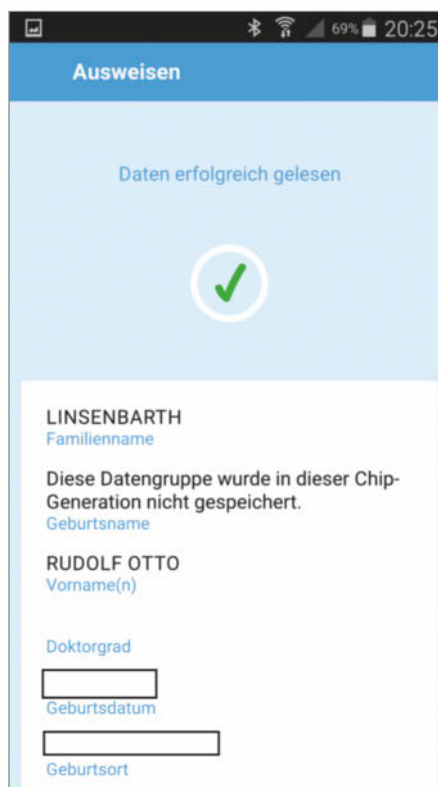 69% 20:25
Ausweisen
Daten erfolgreich gelesen
LINSENBARTH
Familienname
Diese Datengruppe wurde in dieser Chip-
Generation nicht gespeichert.
Geburtsname
RUDOLF OTTO
Vorname(n)
Doktorgrad
Geburtsdatum
Geburtsort